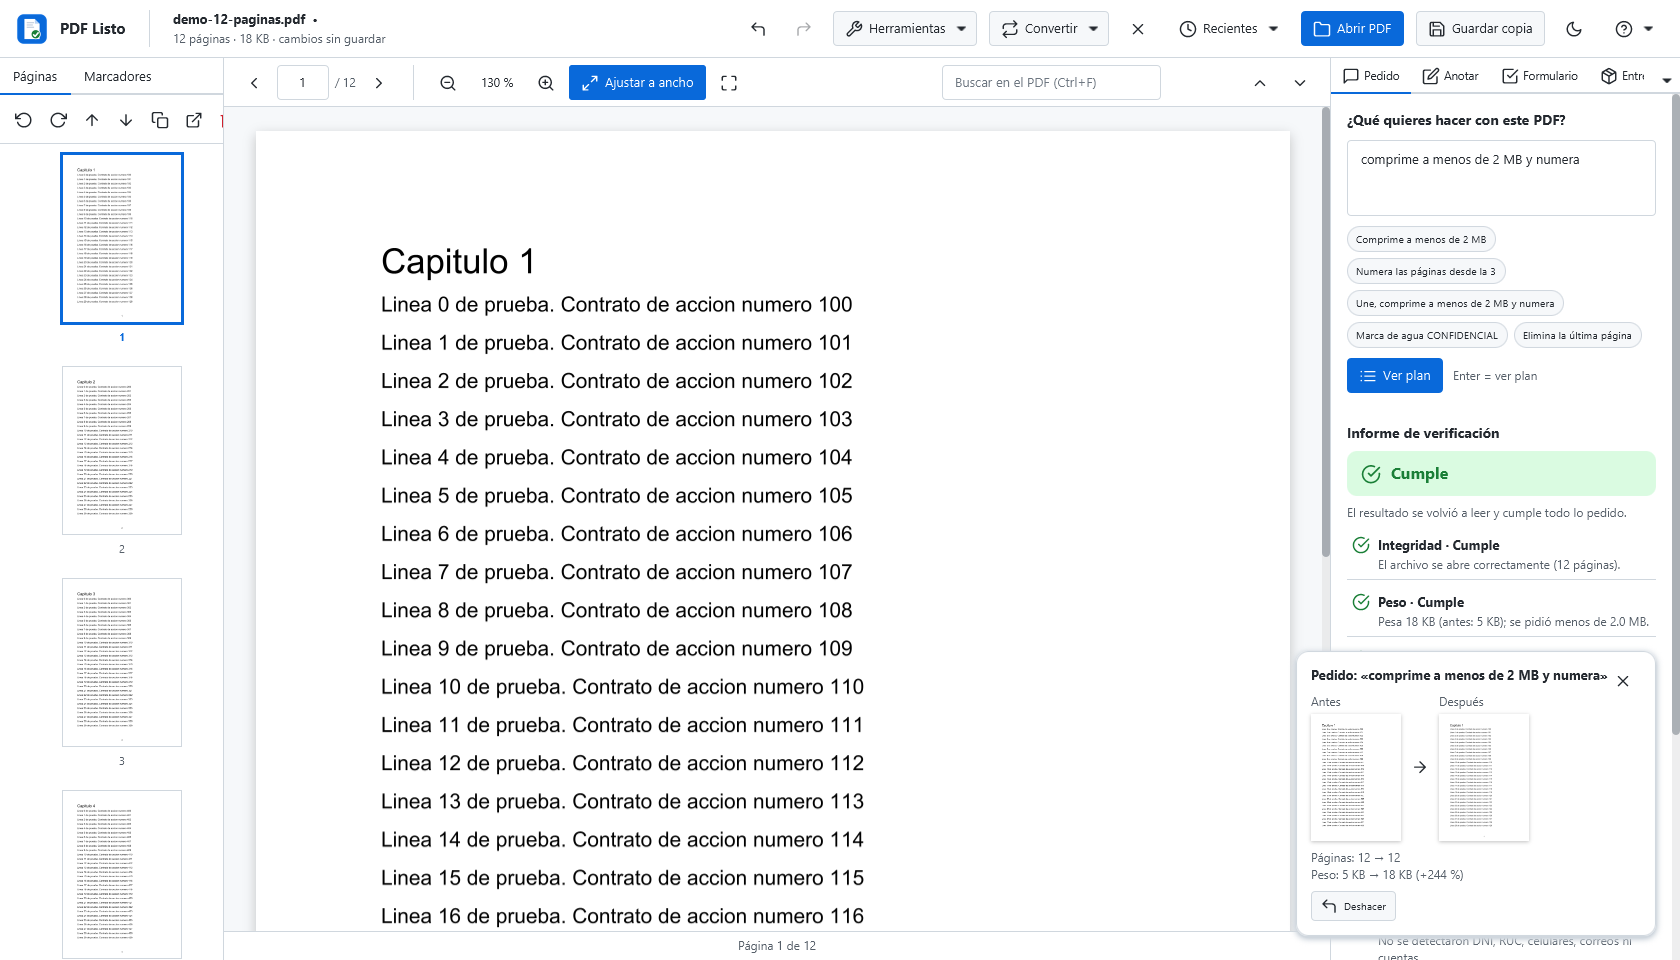 PDF Listo
demo-12-paginas.pdf •
12 páginas · 18 KB · cambios sin guardar
Herramientas
Convertir
Recientes
Abrir PDF
Guardar copia
Páginas
Marcadores
1
/ 12
130 %
Ajustar a ancho
Buscar en el PDF (Ctrl+F)
Pedido
Anotar
Formulario
Entre
1
2
3
Capitulo 1
Linea 0 de prueba. Contrato de accion numero 100
Linea 1 de prueba. Contrato de accion numero 101
Linea 2 de prueba. Contrato de accion numero 102
Linea 3 de prueba. Contrato de accion numero 103
Linea 4 de prueba. Contrato de accion numero 104
Linea 5 de prueba. Contrato de accion numero 105
Linea 6 de prueba. Contrato de accion numero 106
Linea 7 de prueba. Contrato de accion numero 107
Linea 8 de prueba. Contrato de accion numero 108
Linea 9 de prueba. Contrato de accion numero 109
Linea 10 de prueba. Contrato de accion numero 110
Linea 11 de prueba. Contrato de accion numero 111
Linea 12 de prueba. Contrato de accion numero 112
Linea 13 de prueba. Contrato de accion numero 113
Linea 14 de prueba. Contrato de accion numero 114
Linea 15 de prueba. Contrato de accion numero 115
Linea 16 de prueba. Contrato de accion numero 116
Página 1 de 12
¿Qué quieres hacer con este PDF?
comprime a menos de 2 MB y numera
Comprime a menos de 2 MB
Numera las páginas desde la 3
Une, comprime a menos de 2 MB y numera
Marca de agua CONFIDENCIAL
Elimina la última página
Ver plan
Enter = ver plan
Informe de verificación
Cumple
El resultado se volvió a leer y cumple todo lo pedido.
Integridad · Cumple
El archivo se abre correctamente (12 páginas).
Peso · Cumple
Pesa 18 KB (antes: 5 KB); se pidió menos de 2.0 MB.
Pedido: «comprime a menos de 2 MB y numera»
Antes
Después
Páginas: 12 → 12
Peso: 5 KB → 18 KB (+244 %)
Deshacer
No se detectaron DNI, RUC, celulares, correos ni
cuentas.